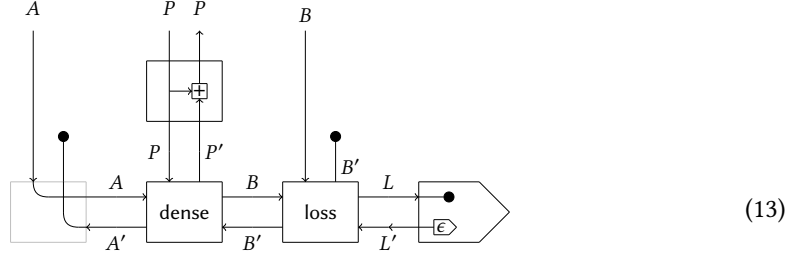 A P P B
+
P P′ B′
A B L
dense loss (13)
A′ B′ L′ ϵ